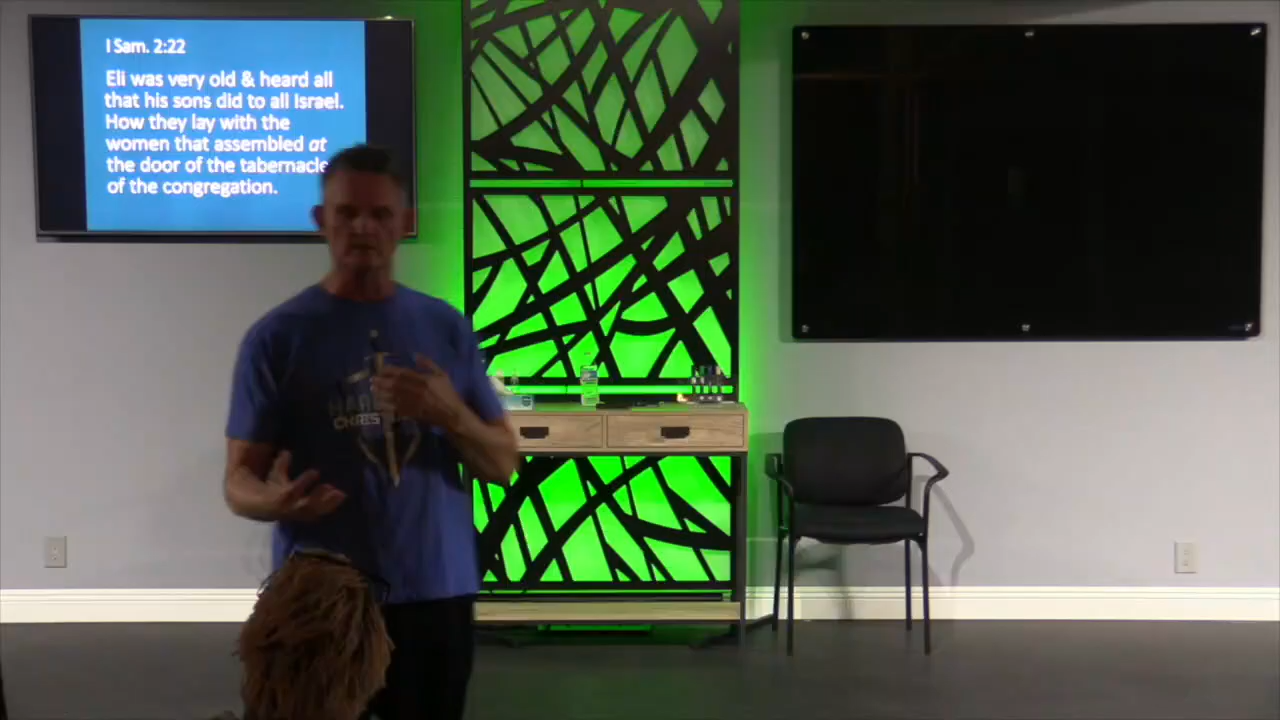 I Sam. 2:22
Eli was very old & heard all
that his sons did to all Israel.
How they lay with the
women that assembled at
the door of the tabernacle
of the congregation.